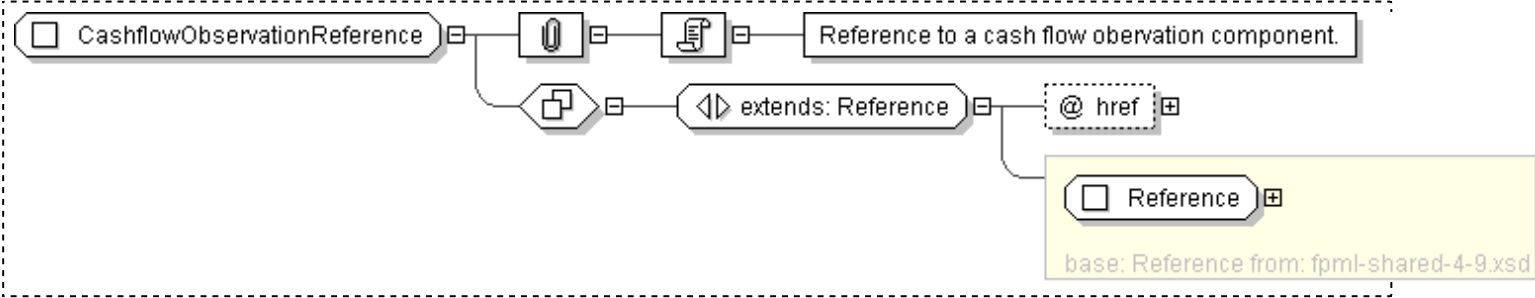 CashflowObservationReference
Reference to a cash flow obervation component.
extends: Reference
@ href
Reference
base: Reference from: fpml-shared-4-9.xsd